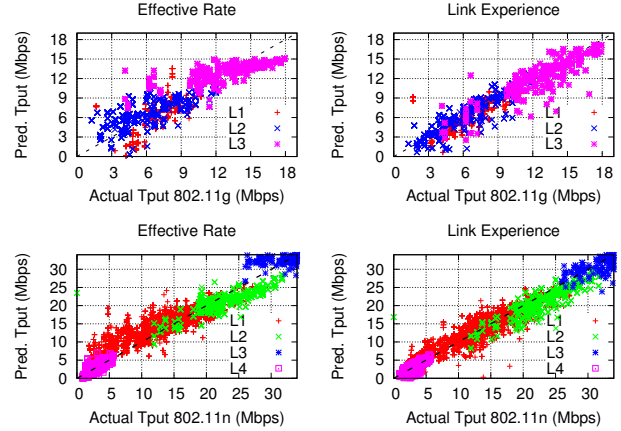 Effective Rate
Pred. Tput (Mbps)
18
15
12
9
6
3
0
L1
L2
L3
0 3 6 9 12 15 18
Actual Tput 802.11g (Mbps)
Link Experience
Pred. Tput (Mbps)
18
15
12
9
6
3
0
L1
L2
L3
0 3 6 9 12 15 18
Actual Tput 802.11g (Mbps)
Effective Rate
Pred. Tput (Mbps)
30
25
20
15
10
5
0
L1
L2
L3
L4
0 5 10 15 20 25 30
Actual Tput 802.11n (Mbps)
Link Experience
Pred. Tput (Mbps)
30
25
20
15
10
5
0
L1
L2
L3
L4
0 5 10 15 20 25 30
Actual Tput 802.11n (Mbps)